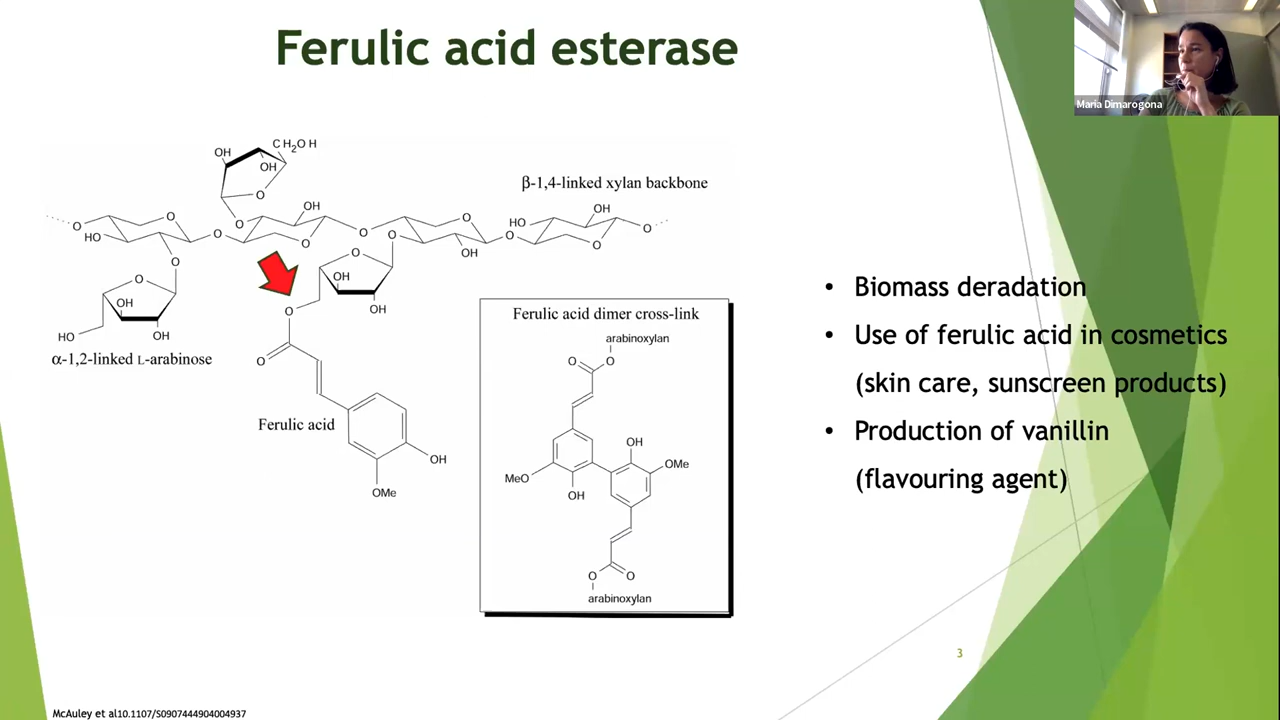 Ferulic acid esterase
Maria Dimarogona
OH
CH₂OH
OH
O
β-1,4-linked xylan backbone
O
HO
O
O
O
OH
O
O
O
O
OH
O
HO
OH
O
O
O
O
OH
OH
HO
OH
α-1,2-linked L-arabinose
O
OH
OH
O
O
Ferulic acid
OH
OMe
Ferulic acid dimer cross-link
arabinoxylan
O
O
OH
MeO
OMe
OH
O
O
arabinoxylan
• Biomass deradation
• Use of ferulic acid in cosmetics
(skin care, sunscreen products)
• Production of vanillin
(flavouring agent)
3
McAuley et al10.1107/S0907444904004937